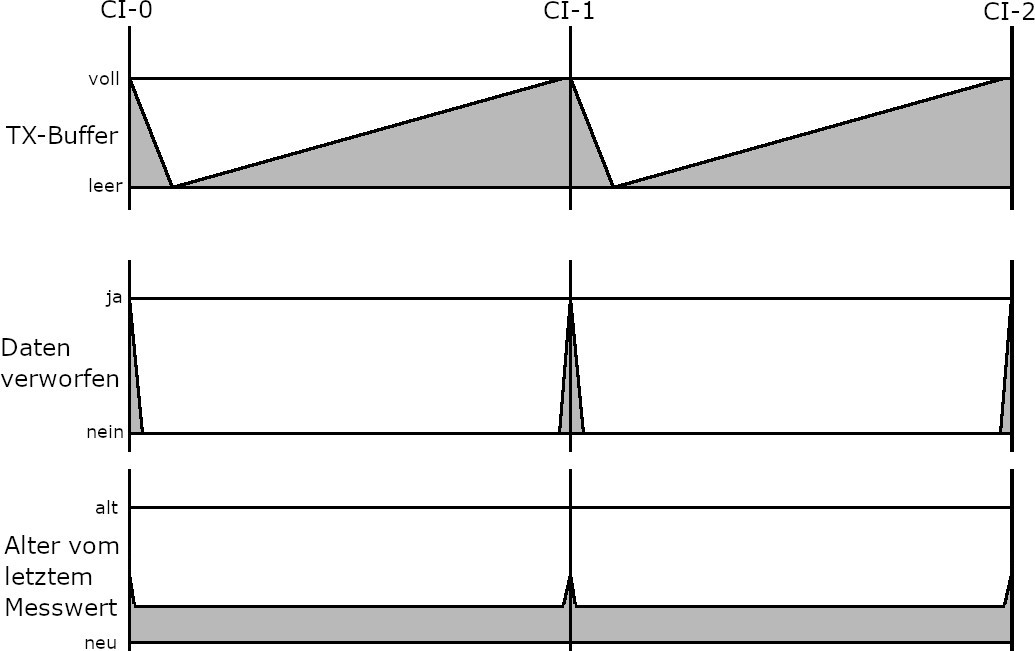 CI-0
CI-1
CI-2
voll
TX-Buffer
leer
ja
Daten
verworfen
nein
alt
Alter vom
letztem
Messwert
neu